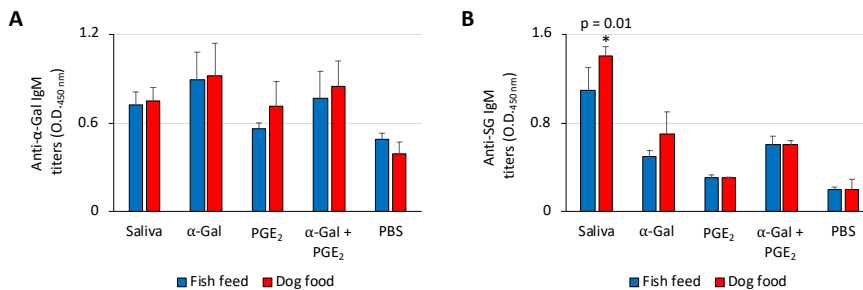 A
Anti-α-Gal IgM
titers (O.D.450 nm)
1.2
0.6
0
Saliva
α-Gal
PGE2
α-Gal +
PGE2
PBS
Fish feed
Dog food
B
Anti-SG IgM
titers (O.D.450 nm)
p = 0.01
*
1.6
0.8
0
Saliva
α-Gal
PGE2
α-Gal +
PGE2
PBS
Fish feed
Dog food